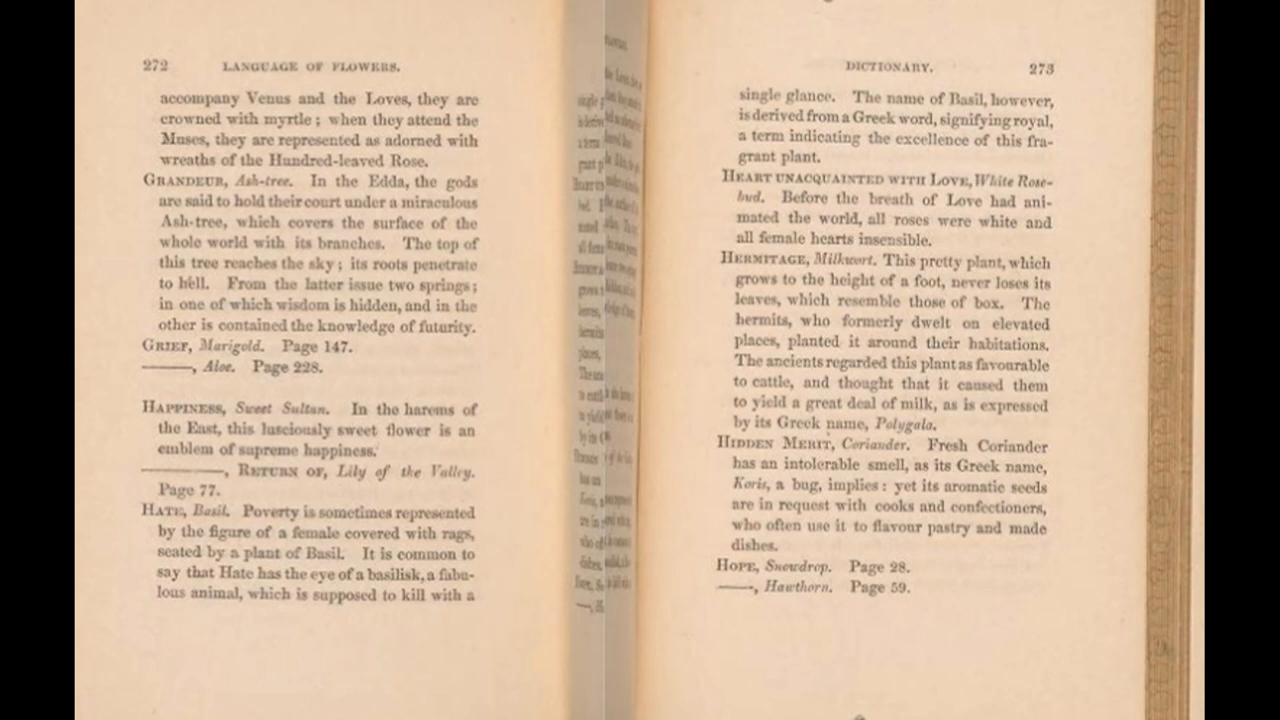 272 LANGUAGE OF FLOWERS.
accompany Venus and the Loves, they are
crowned with myrtle; when they attend the
Muses, they are represented as adorned with
wreaths of the Hundred-leaved Rose.
GRANDEUR, Ash-tree. In the Edda, the gods
are said to hold their court under a miraculous
Ash-tree, which covers the surface of the
whole world with its branches. The top of
this tree reaches the sky; its roots penetrate
to hell. From the latter issue two springs;
in one of which wisdom is hidden, and in the
other is contained the knowledge of futurity.
GRIEF, Marigold. Page 147.
———, Aloe. Page 228.
HAPPINESS, Sweet Sultan. In the harems of
the East, this lusciously sweet flower is an
emblem of supreme happiness.
———, RETURN OF, Lily of the Valley.
Page 77.
HATE, Basil. Poverty is sometimes represented
by the figure of a female covered with rags,
seated by a plant of Basil. It is common to
say that Hate has the eye of a basilisk, a fabu-
lous animal, which is supposed to kill with a
DICTIONARY. 273
single glance. The name of Basil, however,
is derived from a Greek word, signifying royal,
a term indicating the excellence of this fra-
grant plant.
HEART UNACQUAINTED WITH LOVE, White Rose-
bud. Before the breath of Love had ani-
mated the world, all roses were white and
all female hearts insensible.
HERMITAGE, Milkwort. This pretty plant, which
grows to the height of a foot, never loses its
leaves, which resemble those of box. The
hermits, who formerly dwelt on elevated
places, planted it around their habitations.
The ancients regarded this plant as favourable
to cattle, and thought that it caused them
to yield a great deal of milk, as is expressed
by its Greek name, Polygala.
HIDDEN MERIT, Coriander. Fresh Coriander
has an intolerable smell, as its Greek name,
Koris, a bug, implies: yet its aromatic seeds
are in request with cooks and confectioners,
who often use it to flavour pastry and made
dishes.
HOPE, Snowdrop. Page 28.
———, Hawthorn. Page 59.